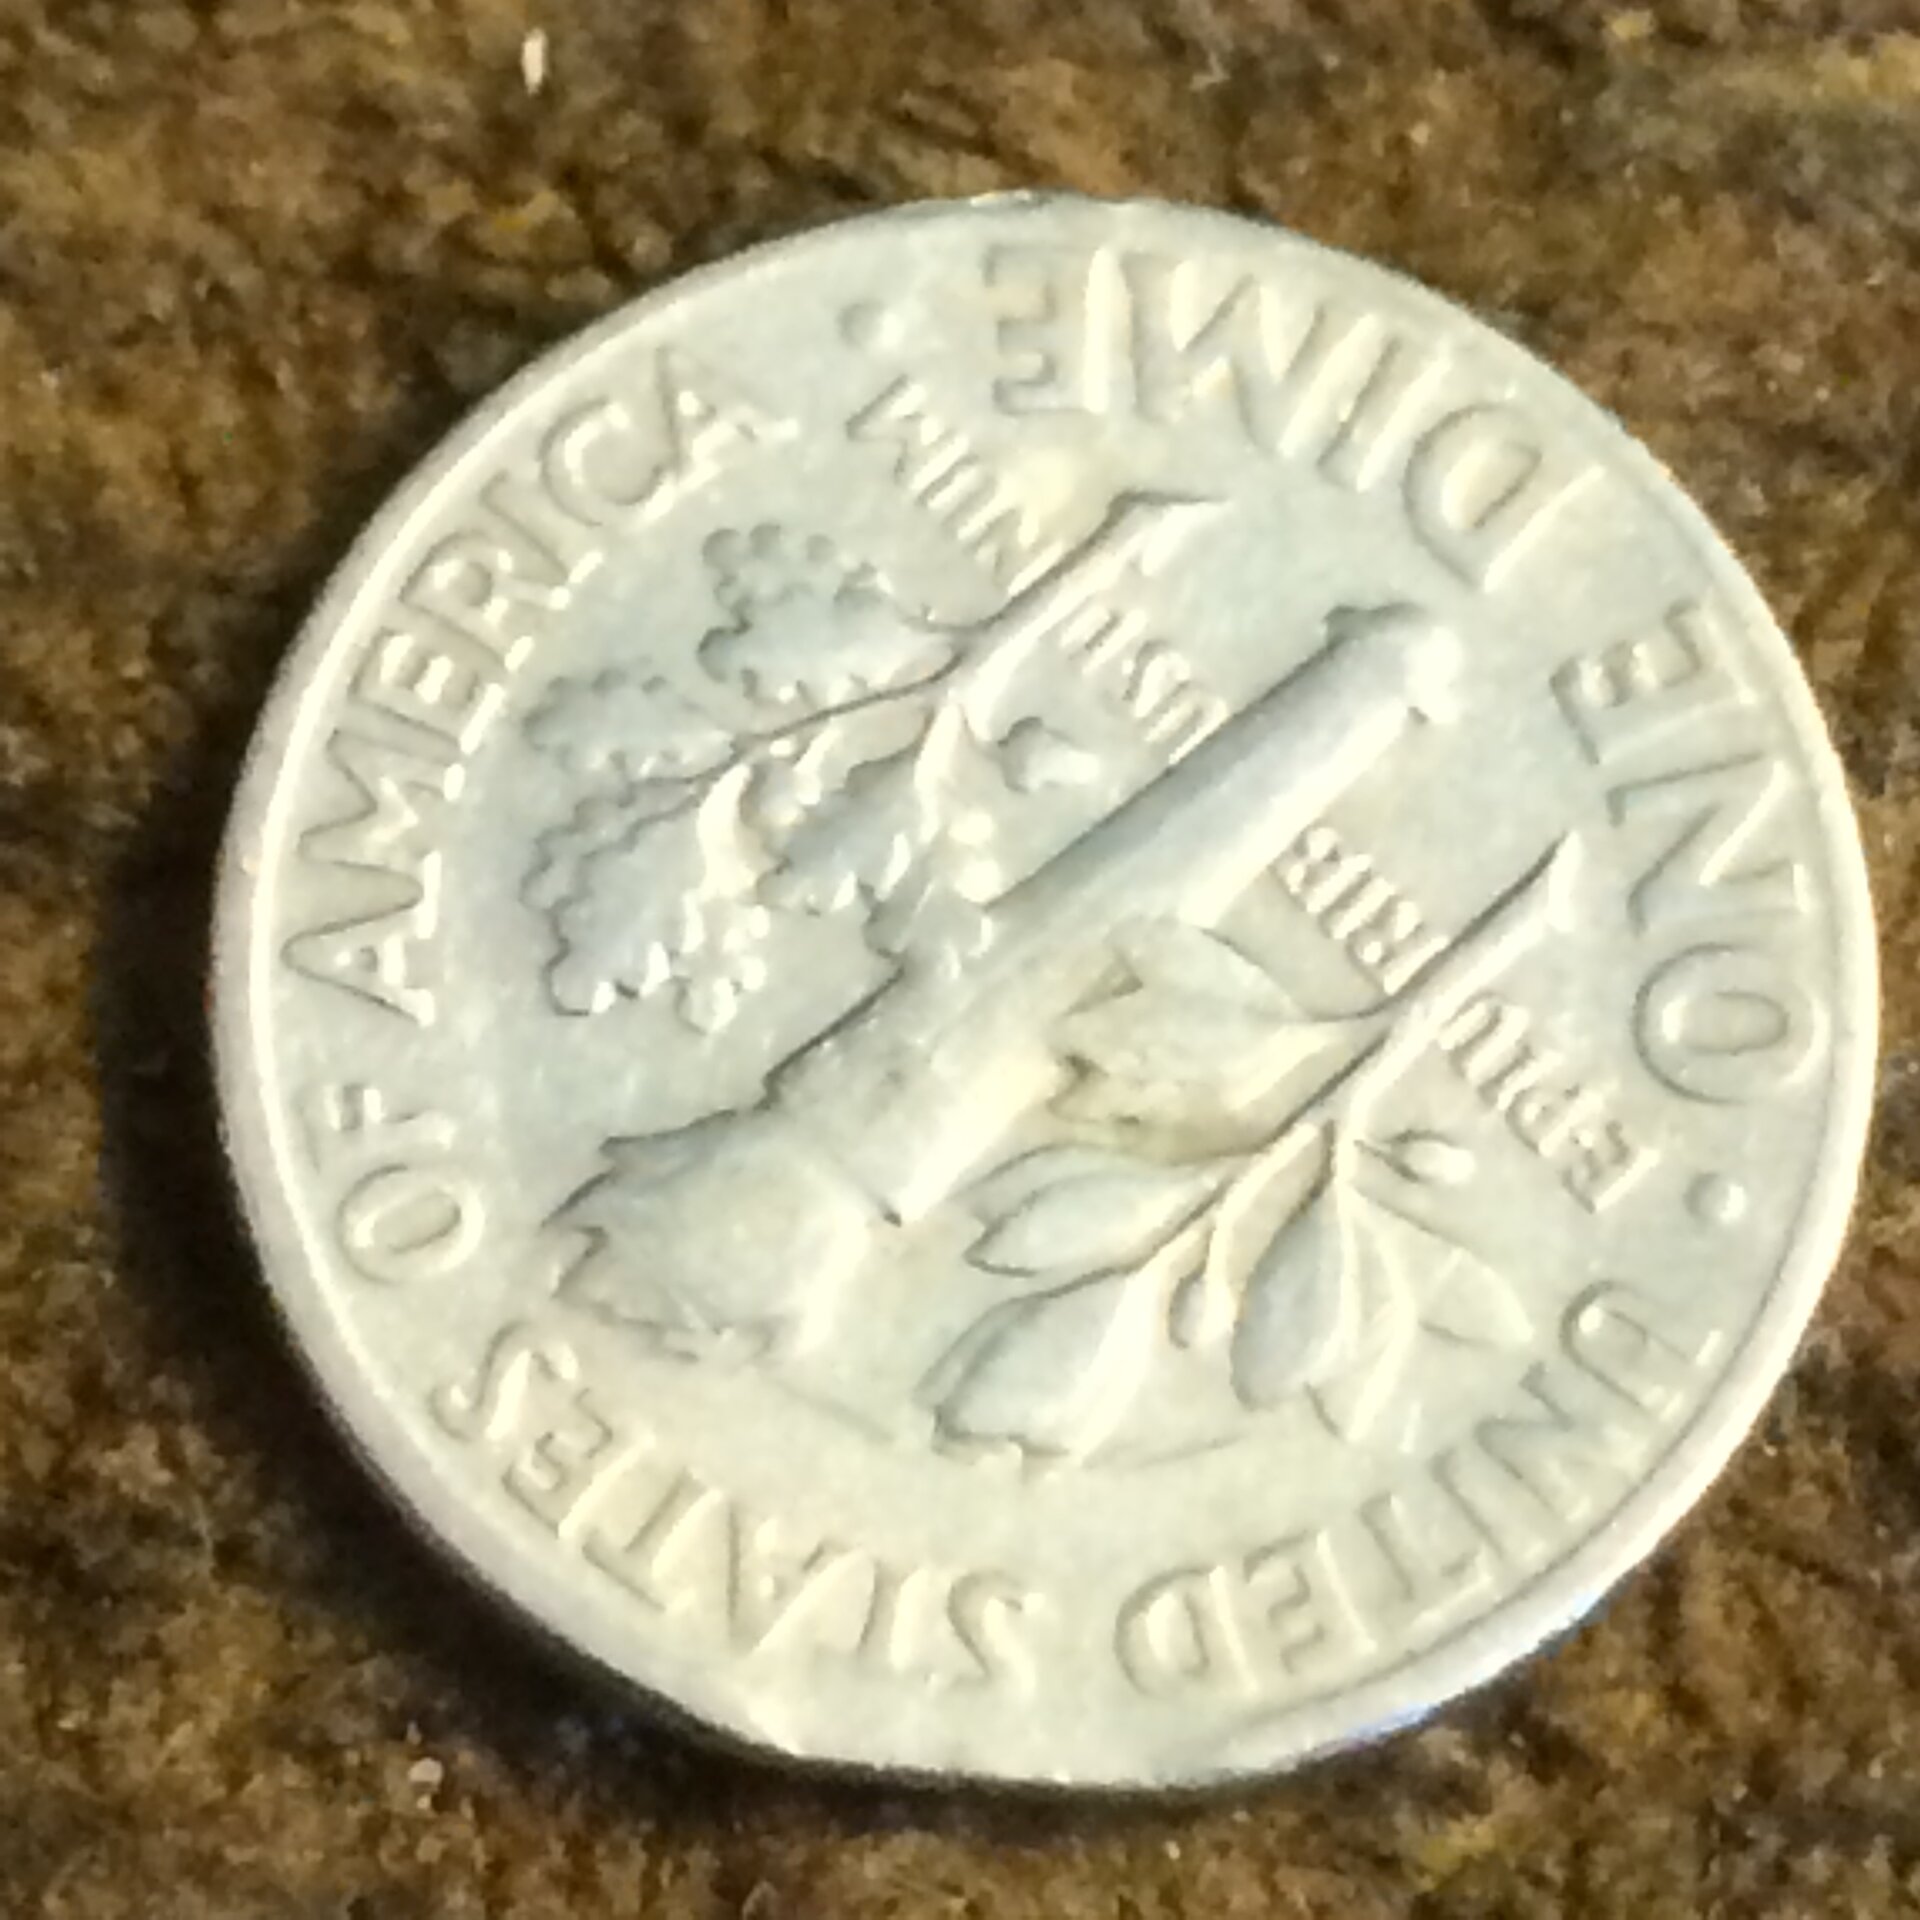 UNITED STATES OF AMERICA
E·PLURIBUS·UNUM
· ONE DIME ·